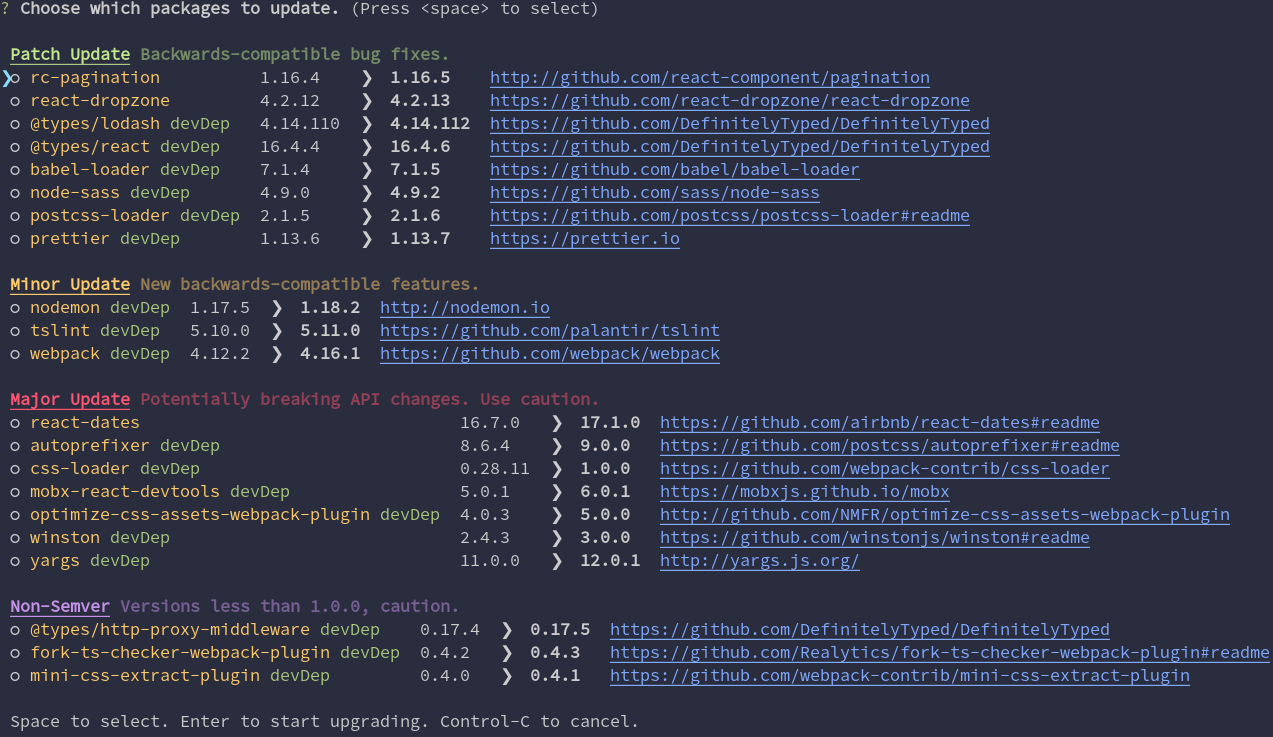 ? Choose which packages to update. (Press <space> to select)
Patch Update Backwards-compatible bug fixes.
❯○ rc-pagination 1.16.4 ❯ 1.16.5 http://github.com/react-component/pagination
○ react-dropzone 4.2.12 ❯ 4.2.13 https://github.com/react-dropzone/react-dropzone
○ @types/lodash devDep 4.14.110 ❯ 4.14.112 https://github.com/DefinitelyTyped/DefinitelyTyped
○ @types/react devDep 16.4.4 ❯ 16.4.6 https://github.com/DefinitelyTyped/DefinitelyTyped
○ babel-loader devDep 7.1.4 ❯ 7.1.5 https://github.com/babel/babel-loader
○ node-sass devDep 4.9.0 ❯ 4.9.2 https://github.com/sass/node-sass
○ postcss-loader devDep 2.1.5 ❯ 2.1.6 https://github.com/postcss/postcss-loader#readme
○ prettier devDep 1.13.6 ❯ 1.13.7 https://prettier.io
Minor Update New backwards-compatible features.
○ nodemon devDep 1.17.5 ❯ 1.18.2 http://nodemon.io
○ tslint devDep 5.10.0 ❯ 5.11.0 https://github.com/palantir/tslint
○ webpack devDep 4.12.2 ❯ 4.16.1 https://github.com/webpack/webpack
Major Update Potentially breaking API changes. Use caution.
○ react-dates 16.7.0 ❯ 17.1.0 https://github.com/airbnb/react-dates#readme
○ autoprefixer devDep 8.6.4 ❯ 9.0.0 https://github.com/postcss/autoprefixer#readme
○ css-loader devDep 0.28.11 ❯ 1.0.0 https://github.com/webpack-contrib/css-loader
○ mobx-react-devtools devDep 5.0.1 ❯ 6.0.1 https://mobxjs.github.io/mobx
○ optimize-css-assets-webpack-plugin devDep 4.0.3 ❯ 5.0.0 http://github.com/NMFR/optimize-css-assets-webpack-plugin
○ winston devDep 2.4.3 ❯ 3.0.0 https://github.com/winstonjs/winston#readme
○ yargs devDep 11.0.0 ❯ 12.0.1 http://yargs.js.org/
Non-Semver Versions less than 1.0.0, caution.
○ @types/http-proxy-middleware devDep 0.17.4 ❯ 0.17.5 https://github.com/DefinitelyTyped/DefinitelyTyped
○ fork-ts-checker-webpack-plugin devDep 0.4.2 ❯ 0.4.3 https://github.com/Realytics/fork-ts-checker-webpack-plugin#readme
○ mini-css-extract-plugin devDep 0.4.0 ❯ 0.4.1 https://github.com/webpack-contrib/mini-css-extract-plugin
Space to select. Enter to start upgrading. Control-C to cancel.